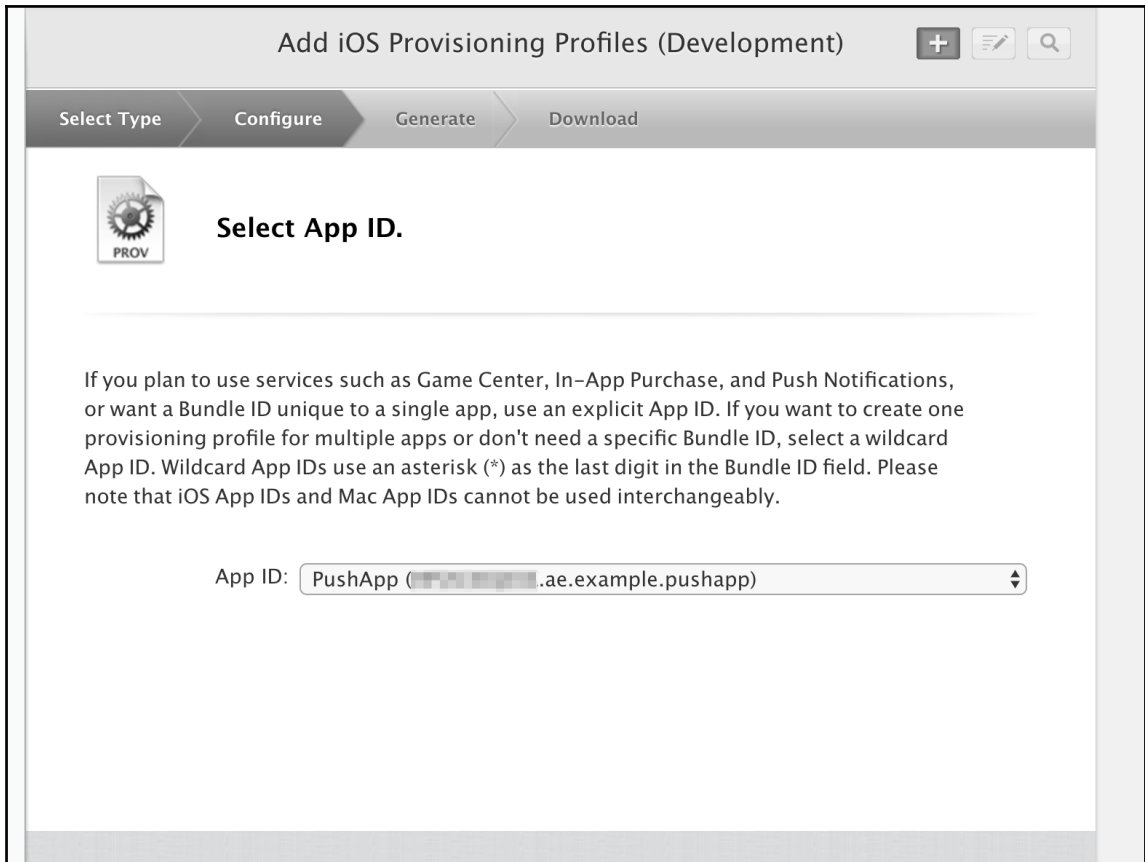 Add iOS Provisioning Profiles (Development)
Select Type Configure Generate Download
PROV
Select App ID.
If you plan to use services such as Game Center, In-App Purchase, and Push Notifications,
or want a Bundle ID unique to a single app, use an explicit App ID. If you want to create one
provisioning profile for multiple apps or don't need a specific Bundle ID, select a wildcard
App ID. Wildcard App IDs use an asterisk (*) as the last digit in the Bundle ID field. Please
note that iOS App IDs and Mac App IDs cannot be used interchangeably.
App ID: PushApp ( .ae.example.pushapp)